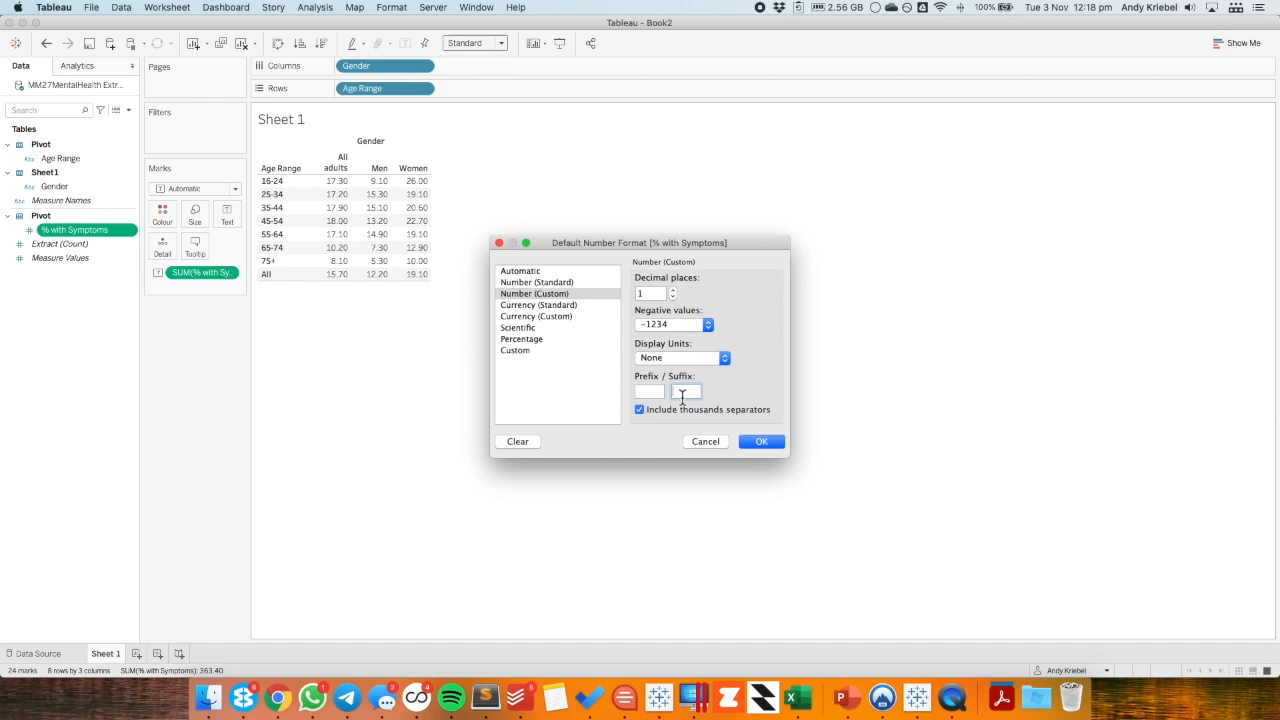 Tableau File Data Worksheet Dashboard Story Analysis Map Format Server Window Help 2.56 GB 100% Tue 3 Nov 12:18 pm Andy Kriebel
Tableau - Book2
Standard Show Me
Data Analytics Pages Columns Gender
MM27MentalHealth Extr... Rows Age Range
Search Filters
Tables Sheet 1
Pivot
Age Range
Sheet1
Abc Gender
Abc Measure Names
Pivot
% with Symptoms
Extract (Count)
Measure Values
Marks
Automatic
Colour Size Text
Detail Tooltip
SUM(% with Sy..
Gender
All
Age Range adults Men Women
16-24 17.30 9.10 26.00
25-34 17.20 15.30 19.10
35-44 17.90 15.10 20.60
45-54 18.00 13.20 22.70
55-64 17.10 14.90 19.10
65-74 10.20 7.30 12.90
75+ 8.10 5.30 10.00
All 15.70 12.20 19.10
Default Number Format [% with Symptoms]
Automatic
Number (Standard)
Number (Custom)
Currency (Standard)
Currency (Custom)
Scientific
Percentage
Custom
Number (Custom)
Decimal places:
1
Negative values:
-1234
Display Units:
None
Prefix / Suffix:
Include thousands separators
Clear Cancel OK
Data Source Sheet 1
24 marks 8 rows by 3 columns SUM(% with Symptoms): 363.40 Andy Kriebel